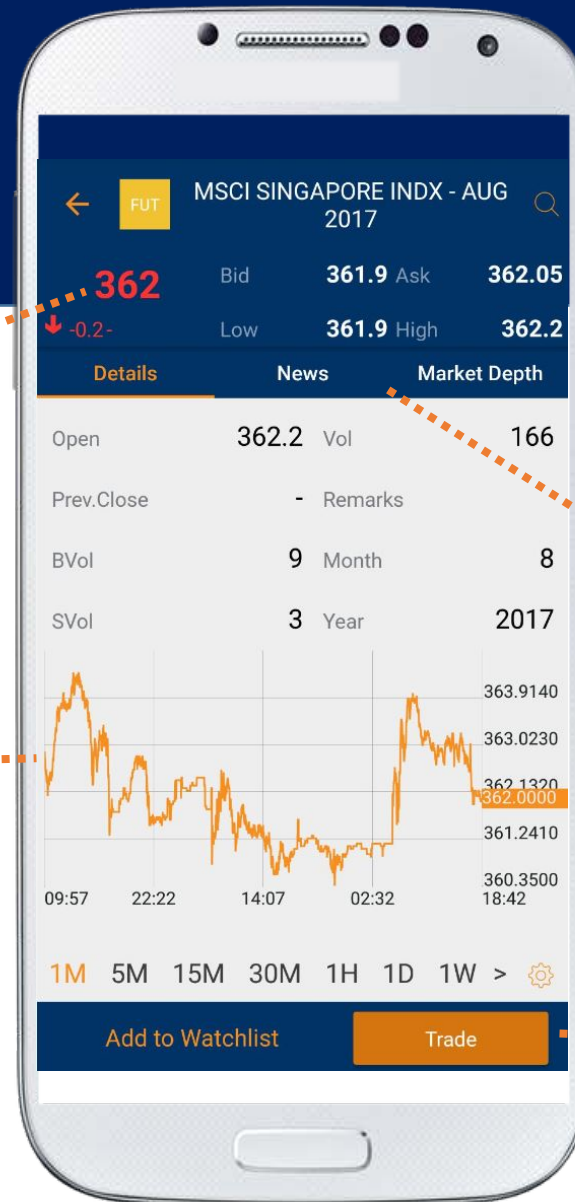 FUT
MSCI SINGAPORE INDX - AUG
2017
362
Bid 361.9 Ask 362.05
-0.2-
Low 361.9 High 362.2
Details News Market Depth
Open 362.2 Vol 166
Prev.Close - Remarks
BVol 9 Month 8
SVol 3 Year 2017
363.9140
363.0230
362.1320
362.0000
361.2410
360.3500
09:57 22:22 14:07 02:32 18:42
1M 5M 15M 30M 1H 1D 1W >
Add to Watchlist Trade